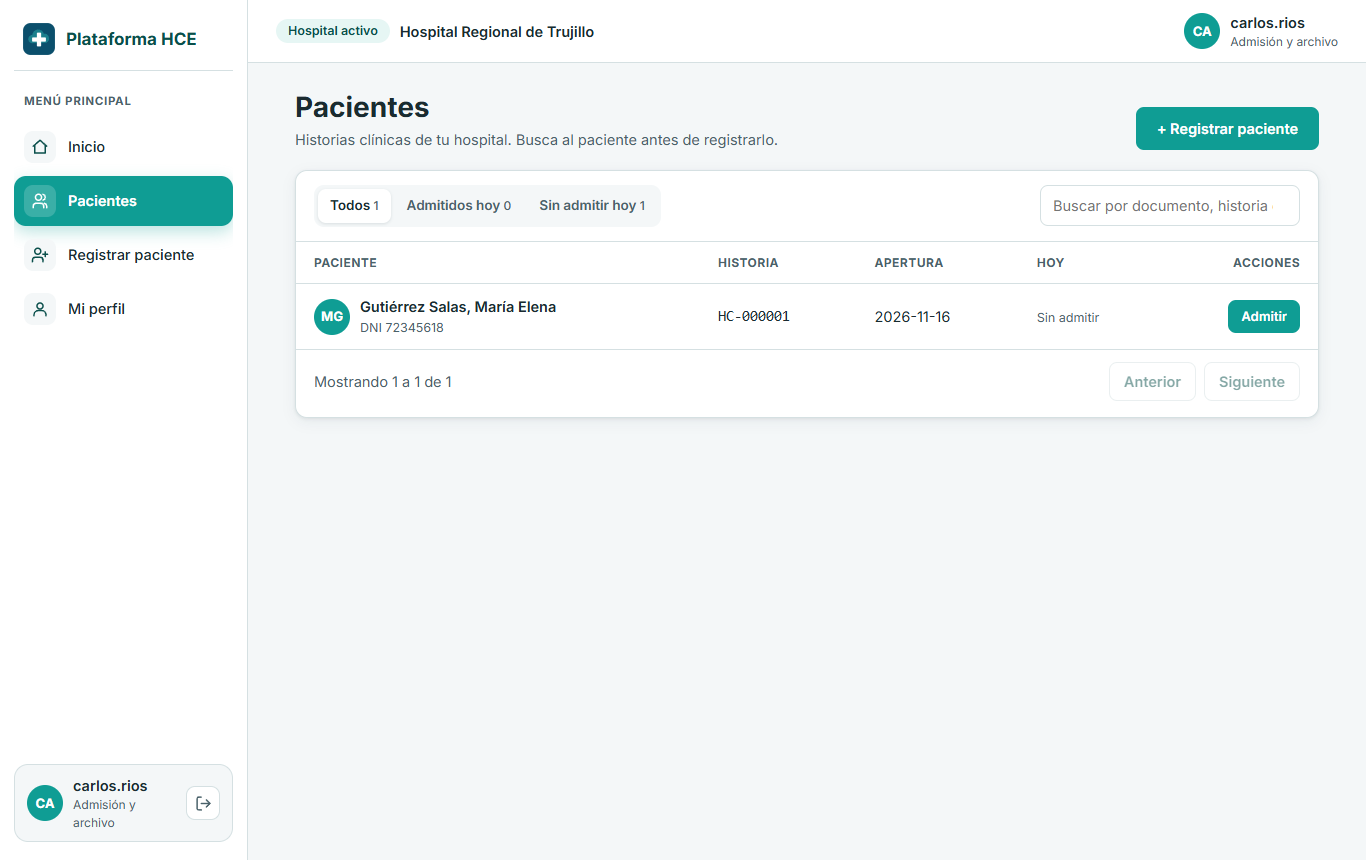 Plataforma HCE
MENÚ PRINCIPAL
Inicio
Pacientes
Registrar paciente
Mi perfil
CA
carlos.rios
Admisión y
archivo
Hospital activo
Hospital Regional de Trujillo
CA
carlos.rios
Admisión y archivo
Pacientes
Historias clínicas de tu hospital. Busca al paciente antes de registrarlo.
+ Registrar paciente
Todos 1
Admitidos hoy 0
Sin admitir hoy 1
Buscar por documento, historia
PACIENTE
HISTORIA
APERTURA
HOY
ACCIONES
MG
Gutiérrez Salas, María Elena
DNI 72345618
HC-000001
2026-11-16
Sin admitir
Admitir
Mostrando 1 a 1 de 1
Anterior
Siguiente